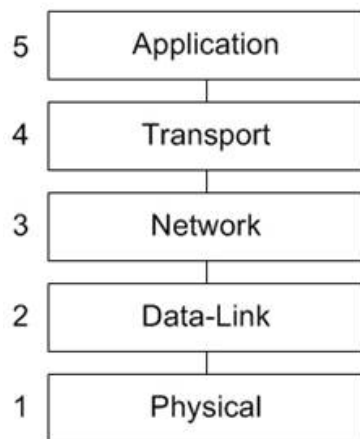 5 Application
4 Transport
3 Network
2 Data-Link
1 Physical